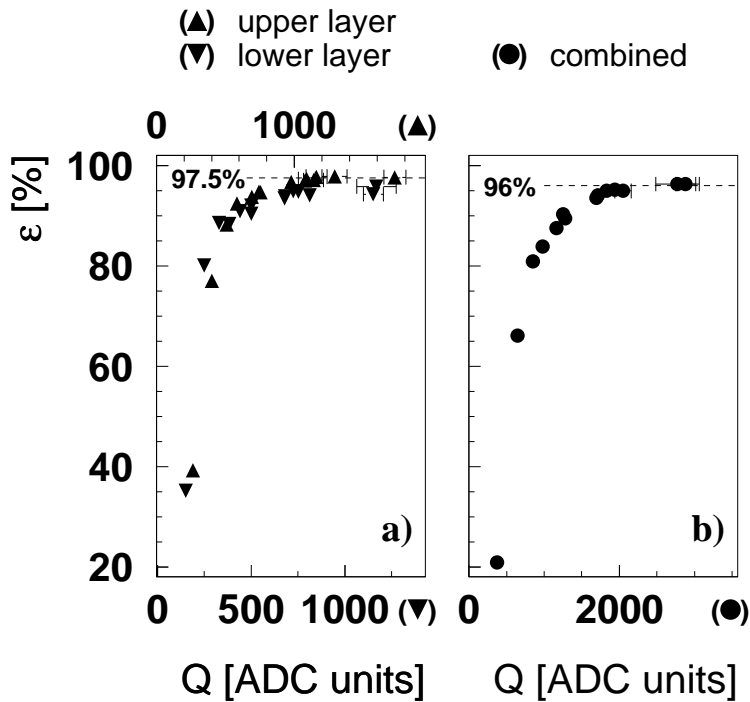 (▲) upper layer
(▼) lower layer
(●) combined
0 1000 (▲)
ε [%]
100
80
60
40
20
97.5%
96%
a)
b)
0 500 1000 (▼)
0 2000 (●)
Q [ADC units]
Q [ADC units]